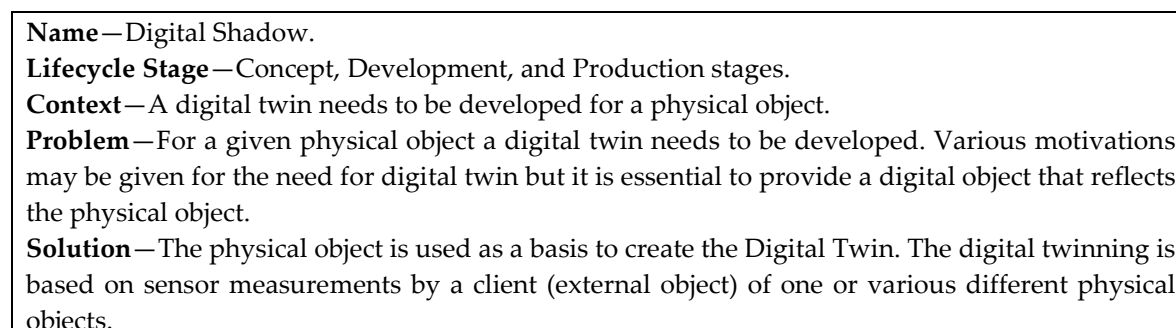 Name—Digital Shadow.
Lifecycle Stage—Concept, Development, and Production stages.
Context—A digital twin needs to be developed for a physical object.
Problem—For a given physical object a digital twin needs to be developed. Various motivations
may be given for the need for digital twin but it is essential to provide a digital object that reflects
the physical object.
Solution—The physical object is used as a basis to create the Digital Twin. The digital twinning is
based on sensor measurements by a client (external object) of one or various different physical
objects.